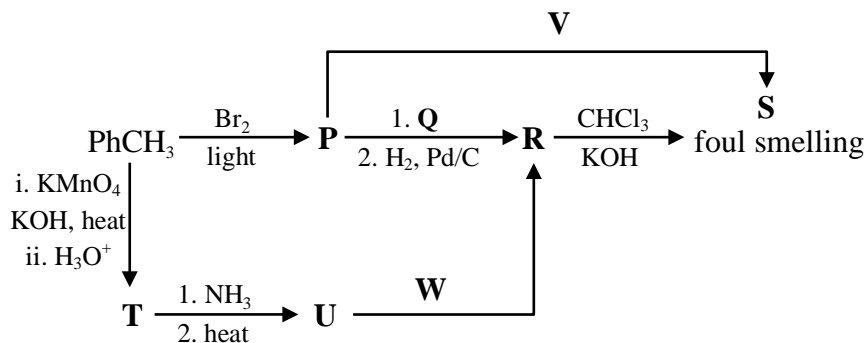 V
S
Br₂
1. Q
CHCl₃
PhCH₃
P
R
foul smelling
light
2. H₂, Pd/C
KOH
i. KMnO₄
KOH, heat
ii. H₃O⁺
1. NH₃
W
T
U
2. heat